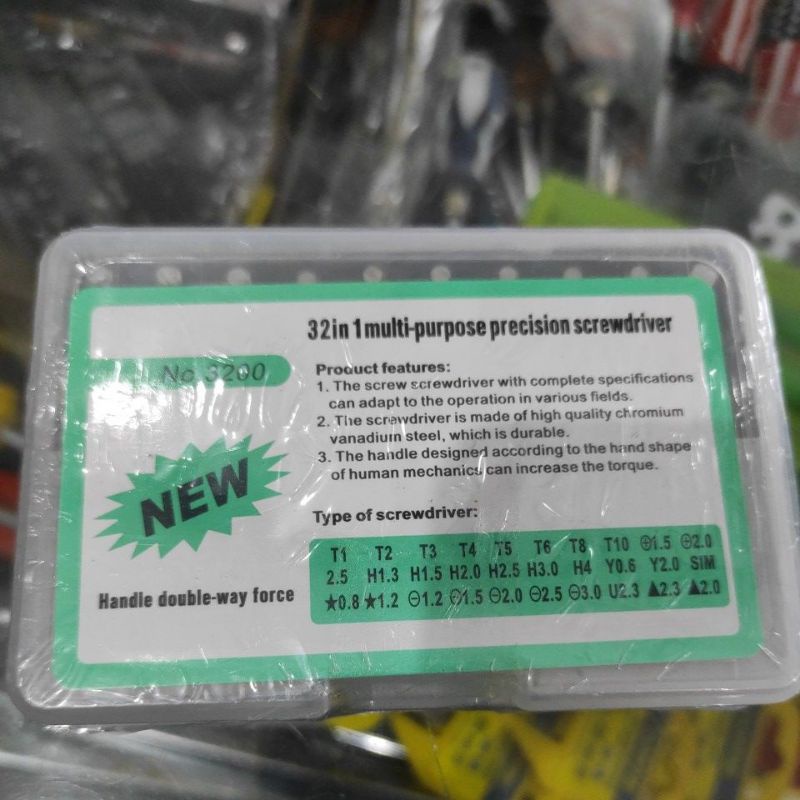 32in 1 multi-purpose precision screwdriver
No 3200
Product features:
1. The screw screwdriver with complete specifications
can adapt to the operation in various fields.
2. The screwdriver is made of high quality chromium
vanadium steel, which is durable.
3. The handle designed according to the hand shape
of human mechanics can increase the torque.
NEW
Handle double-way force
Type of screwdriver:
T1 T2 T3 T4 T5 T6 T8 T10 ⊕1.5 ⊕2.0
2.5 H1.3 H1.5 H2.0 H2.5 H3.0 H4 Y0.6 Y2.0 SIM
★0.8 ★1.2 ⊖1.2 ⊖1.5 ⊖2.0 ⊖2.5 ⊖3.0 U2.3 ▲2.3 ▲2.0